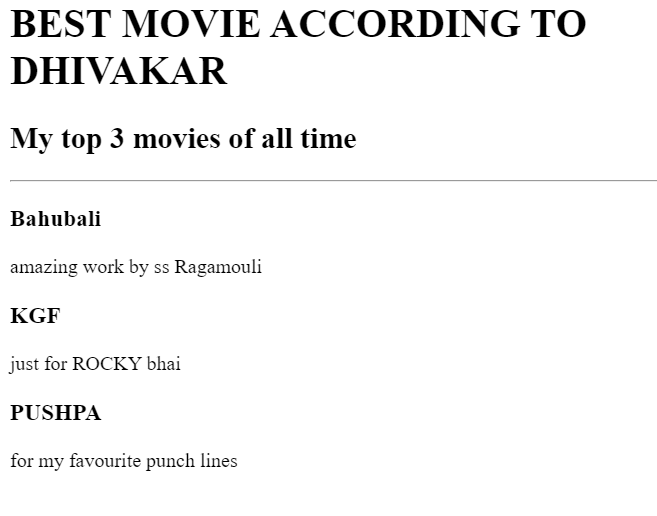 BEST MOVIE ACCORDING TO
DHIVAKAR
My top 3 movies of all time
Bahubali
amazing work by ss Ragamouli
KGF
just for ROCKY bhai
PUSHPA
for my favourite punch lines